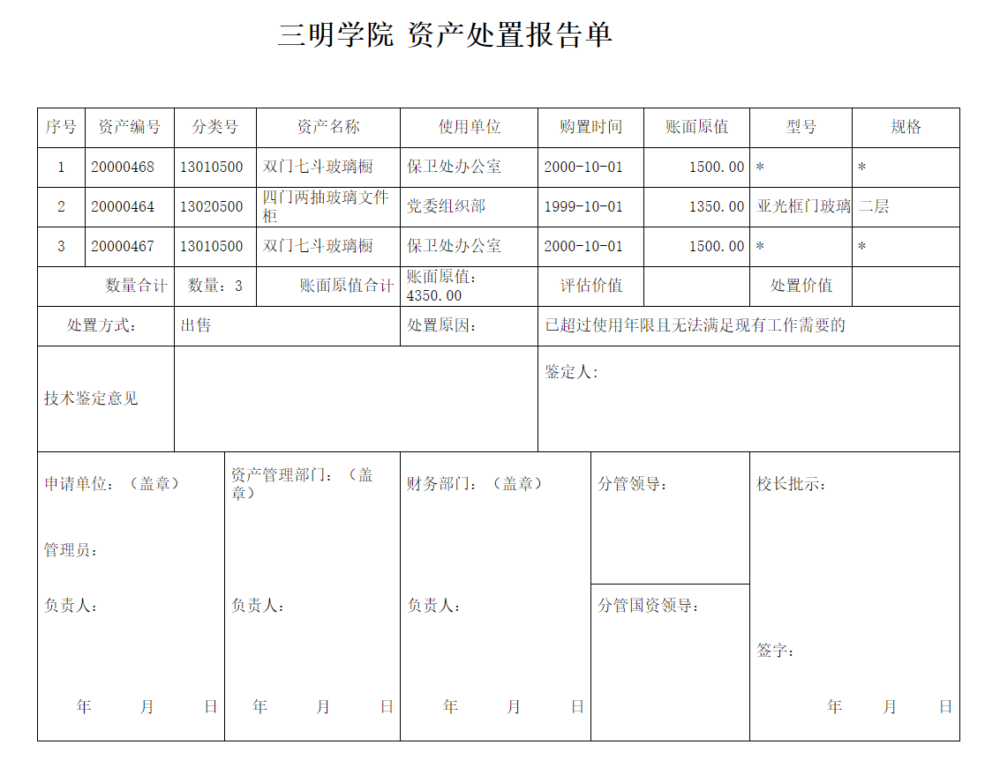 三明学院 资产处置报告单
序号 资产编号 分类号 资产名称 使用单位 购置时间 账面原值 型号 规格
1 20000468 13010500 双门七斗玻璃橱 保卫处办公室 2000-10-01 1500.00 * *
2 20000464 13020500 四门两抽玻璃文件柜 党委组织部 1999-10-01 1350.00 亚光框门玻璃 二层
3 20000467 13010500 双门七斗玻璃橱 保卫处办公室 2000-10-01 1500.00 * *
数量合计 数量：3 账面原值合计 账面原值：4350.00 评估价值 处置价值
处置方式： 出售 处置原因： 已超过使用年限且无法满足现有工作需要的
技术鉴定意见 鉴定人：
申请单位：（盖章） 资产管理部门：（盖章） 财务部门：（盖章） 分管领导： 校长批示：
管理员：
负责人： 负责人： 负责人： 分管国资领导：
签字：
年 月 日 年 月 日 年 月 日 年 月 日